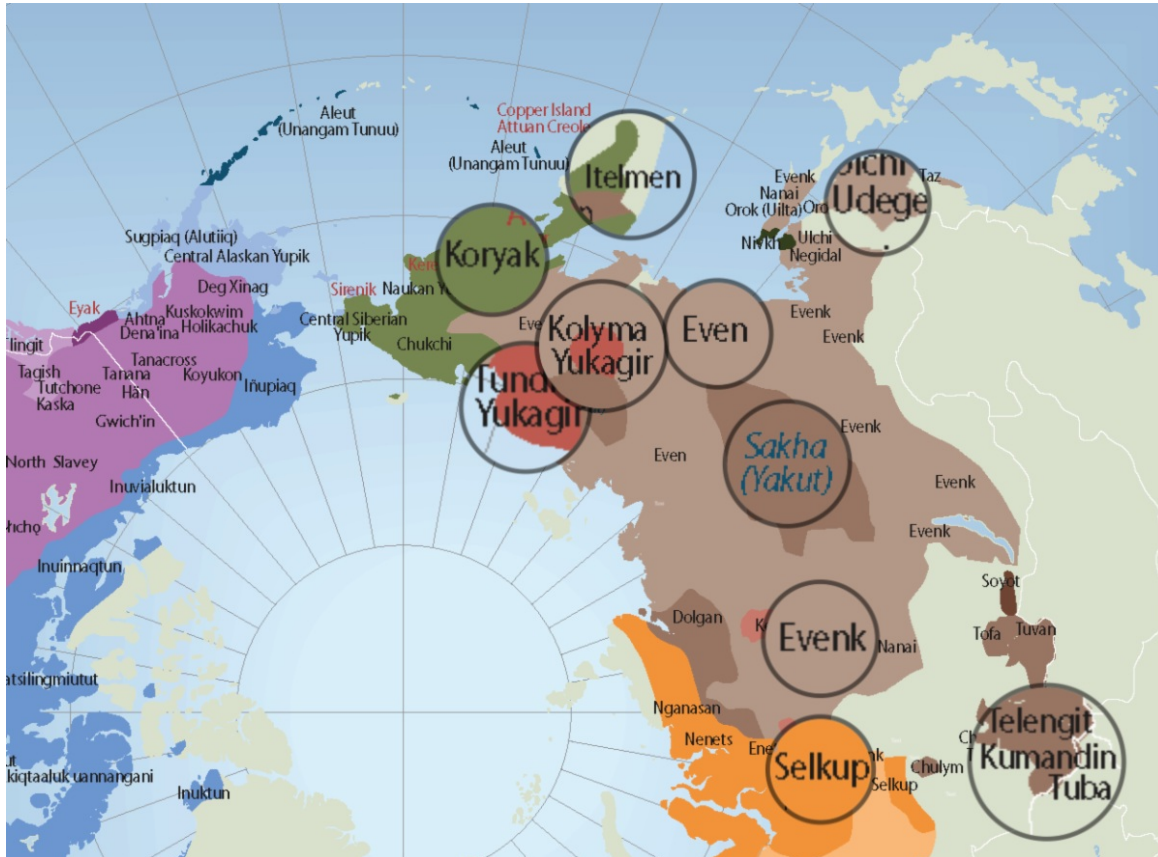 Aleut
(Unangam Tunuu)
Copper Island
Attuan Creole
Aleut
(Unangam Tunuu)
Itelmen
Evenk
Nanai
Orok (Uilta)
Udege
Taz
Nivkh
Ulchi
Negidal
Sugpiaq (Alutiiq)
Central Alaskan Yupik
Koryak
Deg Xinag
Sirenik
Naukan
Eyak
Ahtna
Kuskokwim
Dena'ina
Holikachuk
Central Siberian
Yupik
Chukchi
Kolyma
Yukagir
Even
Evenk
Evenk
Tanacross
Tagish
Tanana
Koyukon
Iñupiaq
Tutchone
Hän
Kaska
Gwich'in
Yukagir
Sakha
(Yakut)
Evenk
Even
North Slavey
Inuvialuktun
Evenk
Evenk
Inuinnaqtun
Soyot
Dolgan
Evenk
Nanai
Tofa
Tuvan
Nganasan
Nenets
Selkup
Selkup
Chulym
Telengit
Kumandin
Tuba
Inuktun